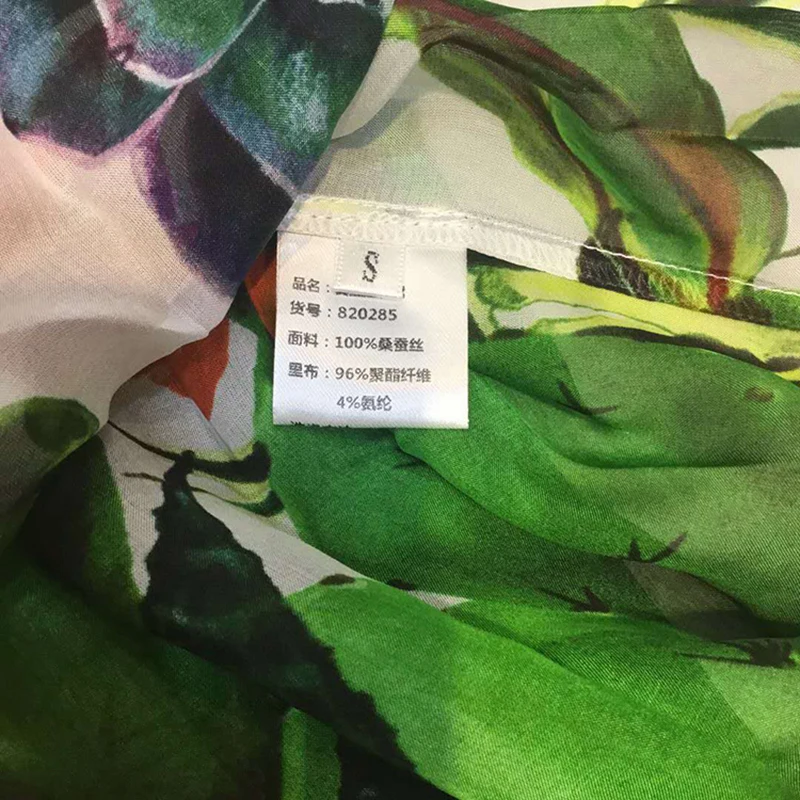 S
品名：
货号：820285
面料：100%桑蚕丝
里布：96%聚酯纤维
4%氨纶